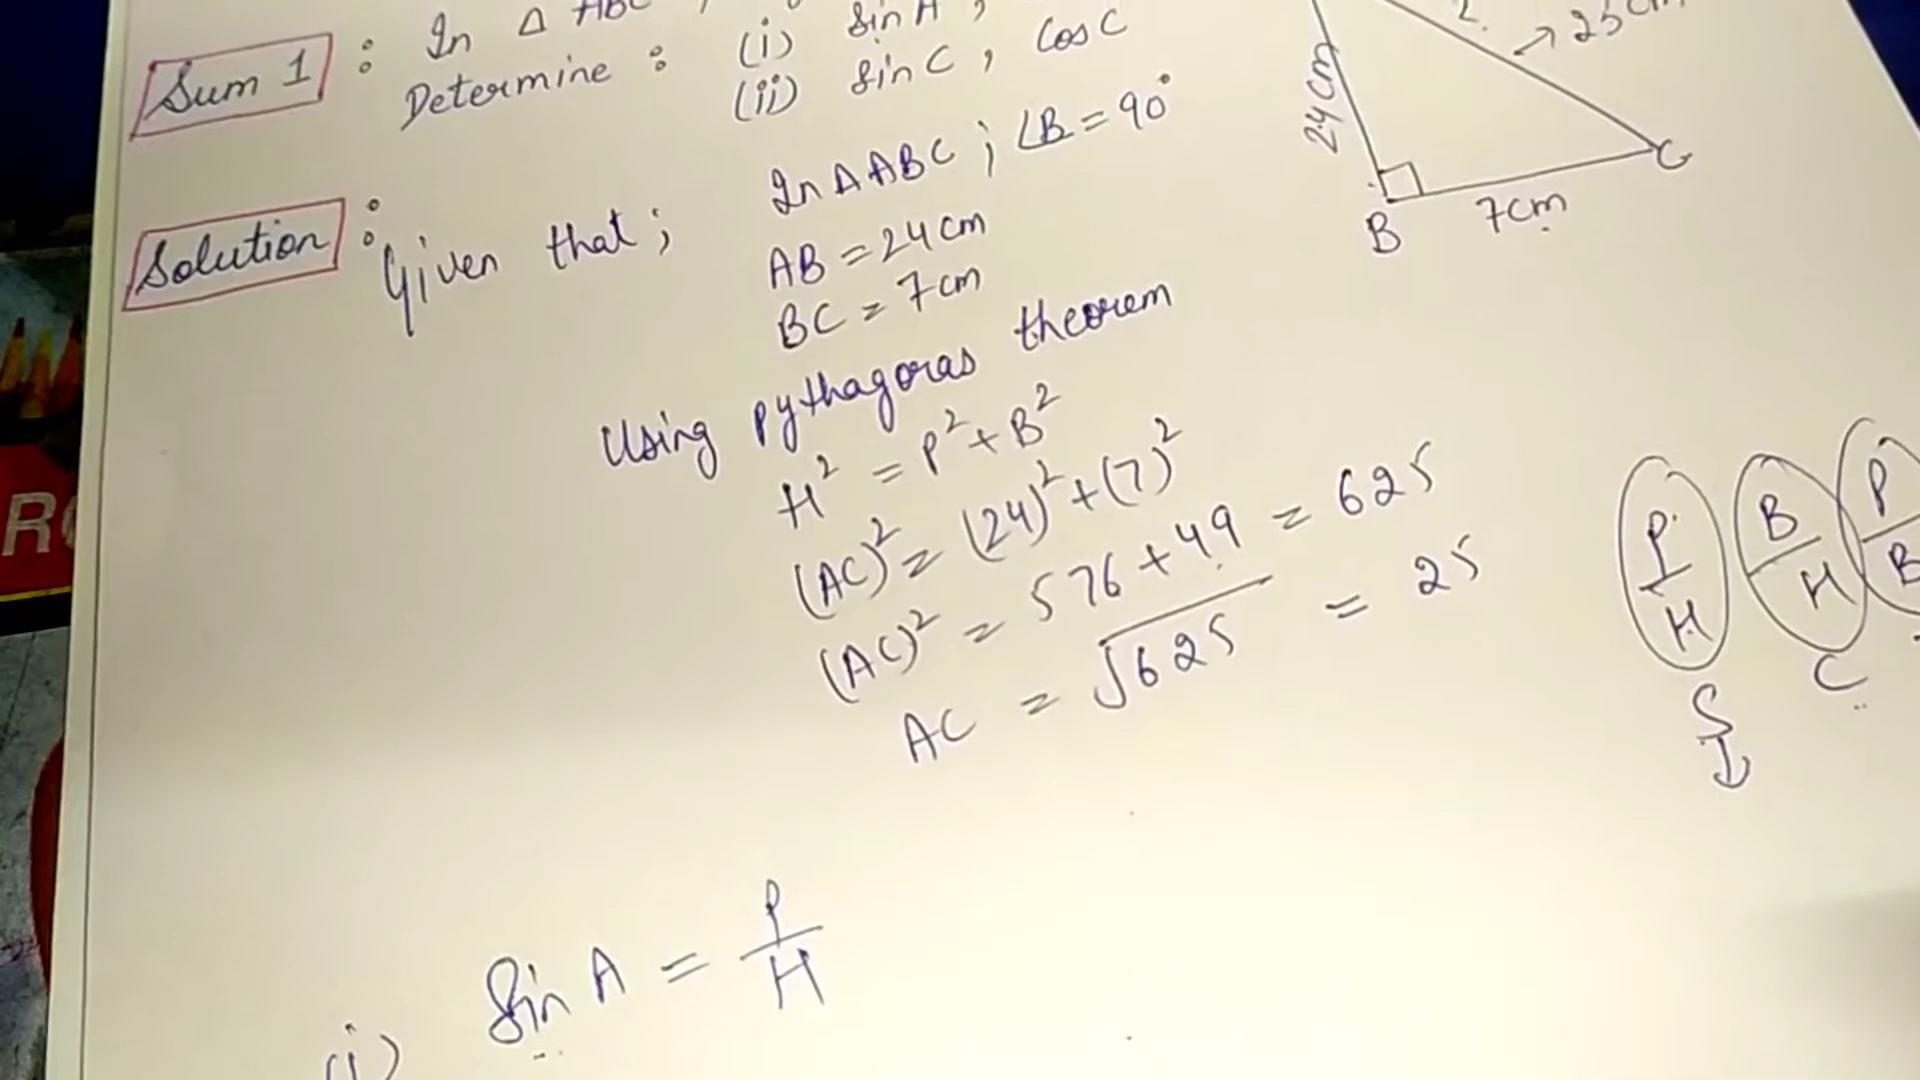 Sum 1 : In Δ ABC,
Determine : (i) sin A,
(ii) sin C, cos C
Solution : Given that; In Δ ABC ; ∠B = 90°
AB = 24 cm
BC = 7 cm
Using pythagoras theorem
H² = P² + B²
(AC)² = (24)² + (7)²
(AC)² = 576 + 49 = 625
AC = √625 = 25
(i) Sin A = P/H
24 cm
25 cm
B
7 cm
C
P/H B/H P/B
S C